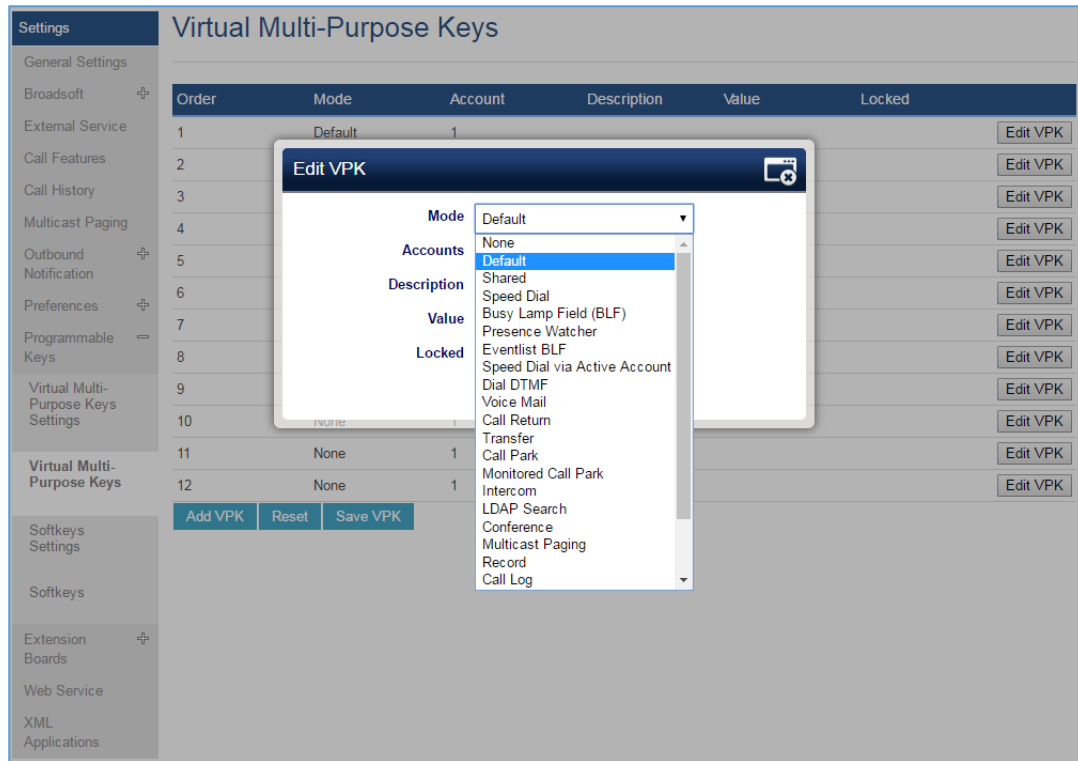 Settings
General Settings
Broadsoft
External Service
Call Features
Call History
Multicast Paging
Outbound
Notification
Preferences
Programmable
Keys
Virtual Multi-
Purpose Keys
Settings
Virtual Multi-
Purpose Keys
Softkeys
Settings
Softkeys
Extension
Boards
Web Service
XML
Applications
Virtual Multi-Purpose Keys
Order Mode Account Description Value Locked
1 Default 1 Edit VPK
2 Edit VPK
3 Edit VPK
4 Edit VPK
5 Edit VPK
6 Edit VPK
7 Edit VPK
8 Edit VPK
9 Edit VPK
10 None 1 Edit VPK
11 None 1 Edit VPK
12 None 1 Edit VPK
Add VPK Reset Save VPK
Edit VPK
Mode Default
Accounts
Description
Value
Locked
None
Default
Shared
Speed Dial
Busy Lamp Field (BLF)
Presence Watcher
Eventlist BLF
Speed Dial via Active Account
Dial DTMF
Voice Mail
Call Return
Transfer
Call Park
Monitored Call Park
Intercom
LDAP Search
Conference
Multicast Paging
Record
Call Log